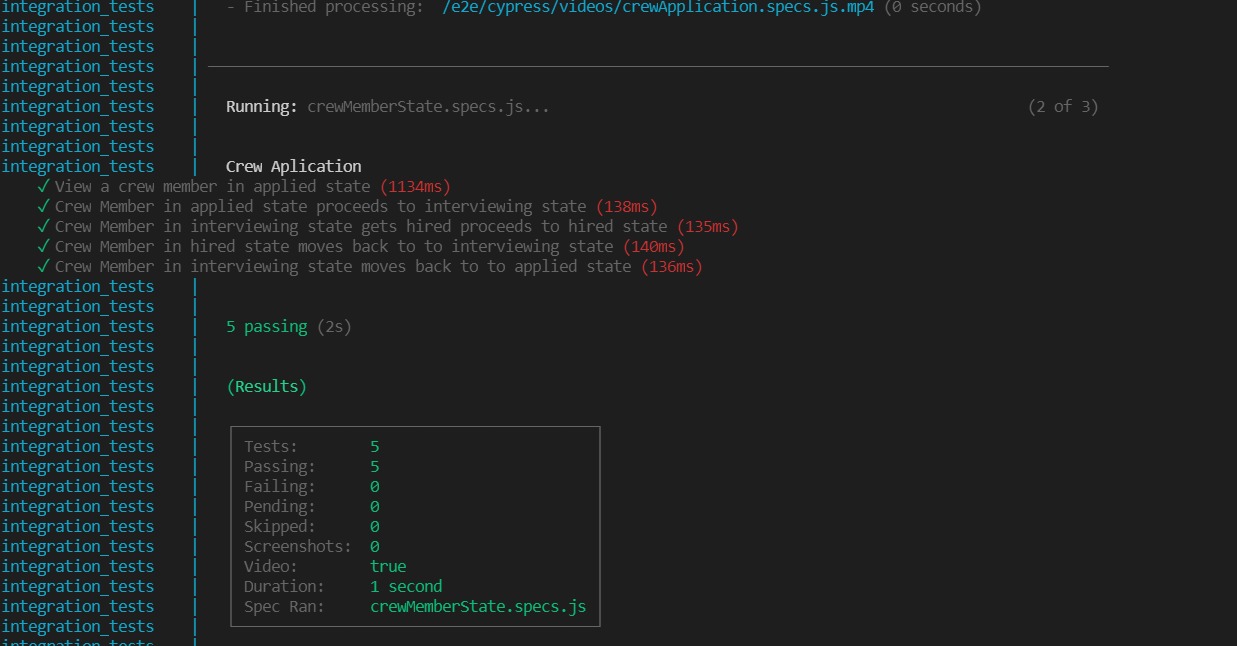 integration_tests    |   - Finished processing:  /e2e/cypress/videos/crewApplication.specs.js.mp4 (0 seconds)
integration_tests    |
integration_tests    |
integration_tests    |
integration_tests    |
integration_tests    |   Running: crewMemberState.specs.js... (2 of 3)
integration_tests    |
integration_tests    |
integration_tests    |   Crew Aplication
✓ View a crew member in applied state (1134ms)
✓ Crew Member in applied state proceeds to interviewing state (138ms)
✓ Crew Member in interviewing state gets hired proceeds to hired state (135ms)
✓ Crew Member in hired state moves back to to interviewing state (140ms)
✓ Crew Member in interviewing state moves back to to applied state (136ms)
integration_tests    |
integration_tests    |
integration_tests    |   5 passing (2s)
integration_tests    |
integration_tests    |
integration_tests    |   (Results)
integration_tests    |
integration_tests    |
integration_tests    |   Tests: 5
integration_tests    |   Passing: 5
integration_tests    |   Failing: 0
integration_tests    |   Pending: 0
integration_tests    |   Skipped: 0
integration_tests    |   Screenshots: 0
integration_tests    |   Video: true
integration_tests    |   Duration: 1 second
integration_tests    |   Spec Ran: crewMemberState.specs.js
integration_tests    |
integration_tests    |